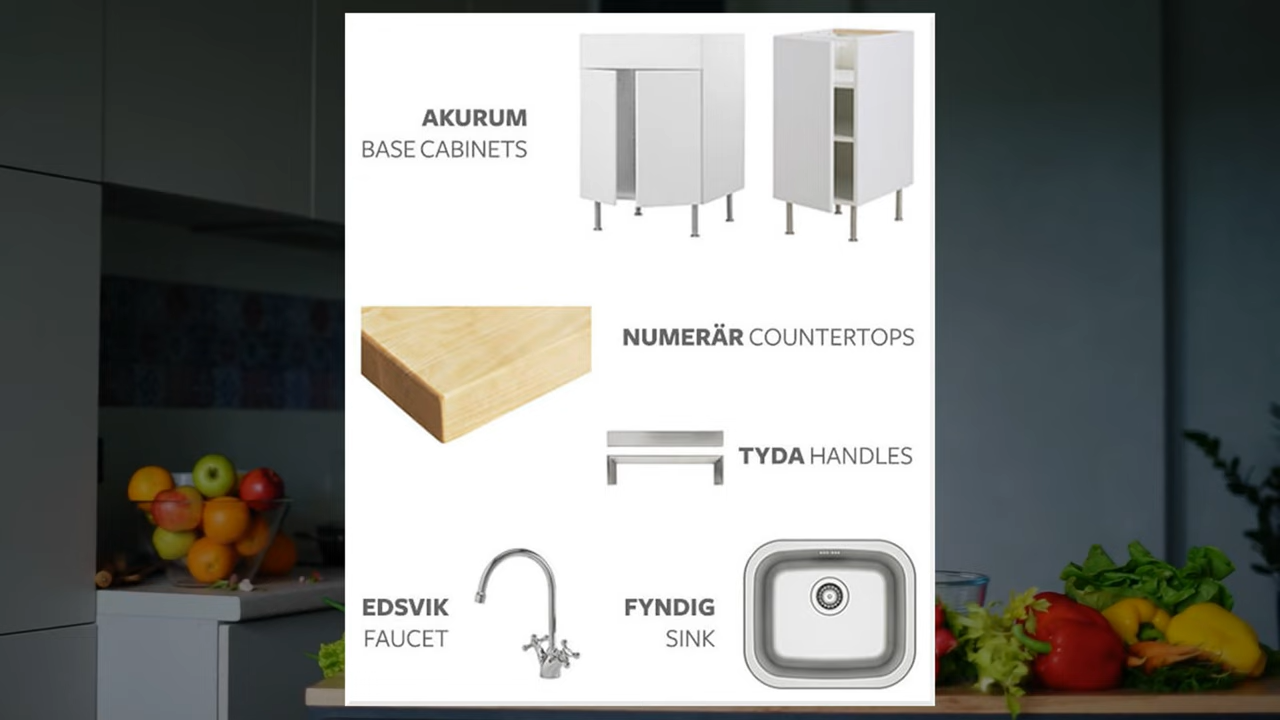 AKURUM
BASE CABINETS
NUMERÄR COUNTERTOPS
TYDA HANDLES
EDSVIK
FAUCET
FYNDIG
SINK